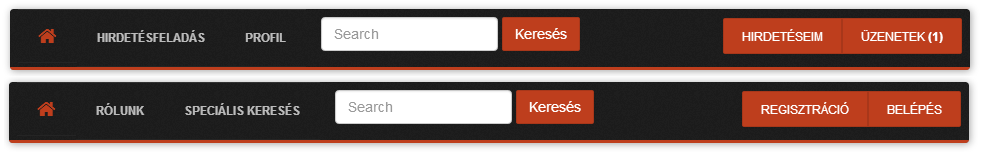 HIRDETÉSFELADÁS PROFIL Search Keresés HIRDETÉSEIM ÜZENETEK (1)
RÓLUNK SPECIÁLIS KERESÉS Search Keresés REGISZTRÁCIÓ BELÉPÉS